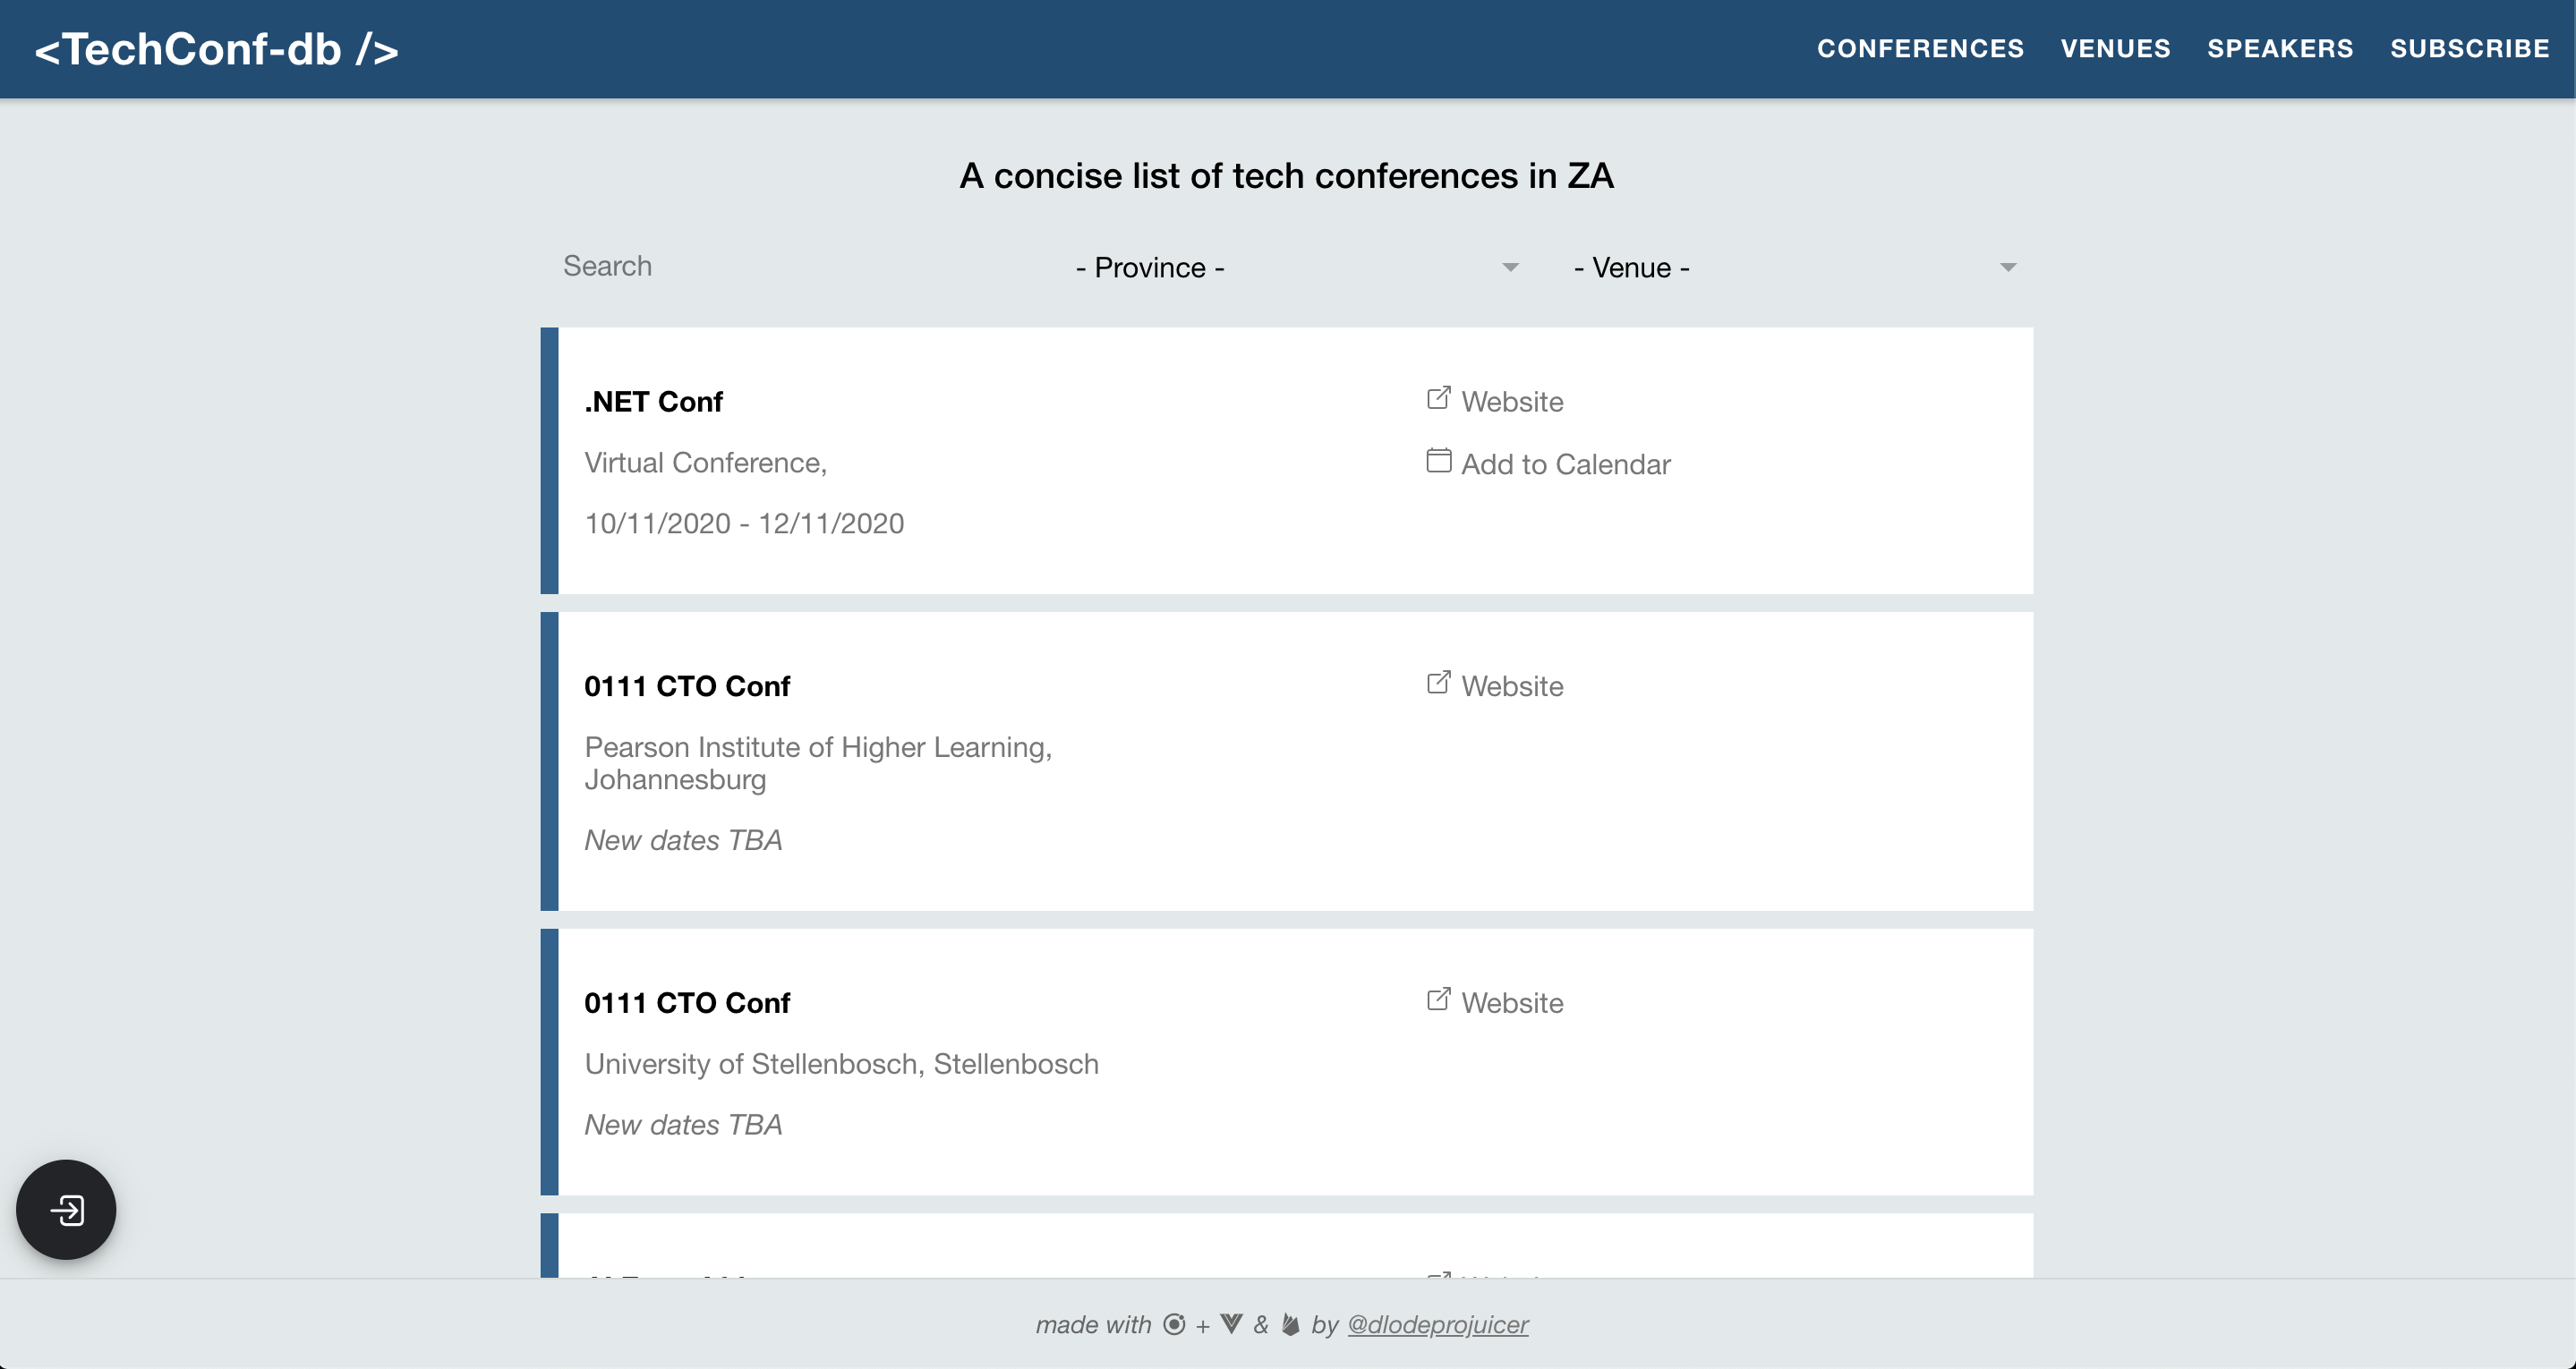 <TechConf-db />
CONFERENCES VENUES SPEAKERS SUBSCRIBE
A concise list of tech conferences in ZA
Search - Province - - Venue -
.NET Conf
Website
Virtual Conference,
Add to Calendar
10/11/2020 - 12/11/2020
0111 CTO Conf
Website
Pearson Institute of Higher Learning,
Johannesburg
New dates TBA
0111 CTO Conf
Website
University of Stellenbosch, Stellenbosch
New dates TBA
made with + & by @dlodeprojuicer